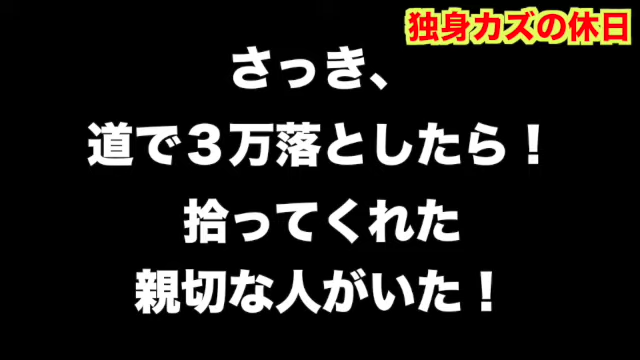 独身カズの休日
さっき、
道で３万落としたら！
拾ってくれた
親切な人がいた！